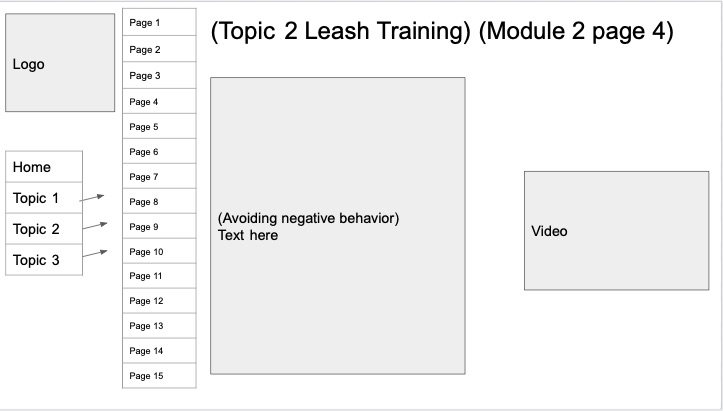 (Topic 2 Leash Training) (Module 2 page 4)
Logo
Home
Topic 1
Topic 2
Topic 3
Page 1
Page 2
Page 3
Page 4
Page 5
Page 6
Page 7
Page 8
Page 9
Page 10
Page 11
Page 12
Page 13
Page 14
Page 15
(Avoiding negative behavior)
Text here
Video